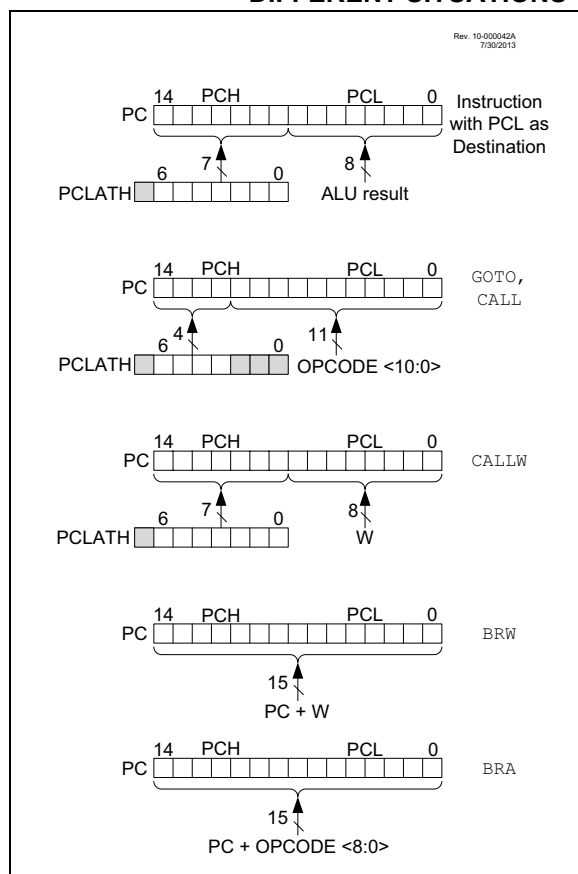 DIFFERENT SITUATIONS
Rev. 10-000042A
7/30/2013
14 PCH PCL 0
PC
Instruction
with PCL as
Destination
7 8
6 0
PCLATH
ALU result
14 PCH PCL 0
PC
GOTO,
CALL
4 11
6 0
PCLATH
OPCODE <10:0>
14 PCH PCL 0
PC
CALLW
7 8
6 0
PCLATH
W
14 PCH PCL 0
PC
BRW
15
PC + W
14 PCH PCL 0
PC
BRA
15
PC + OPCODE <8:0>